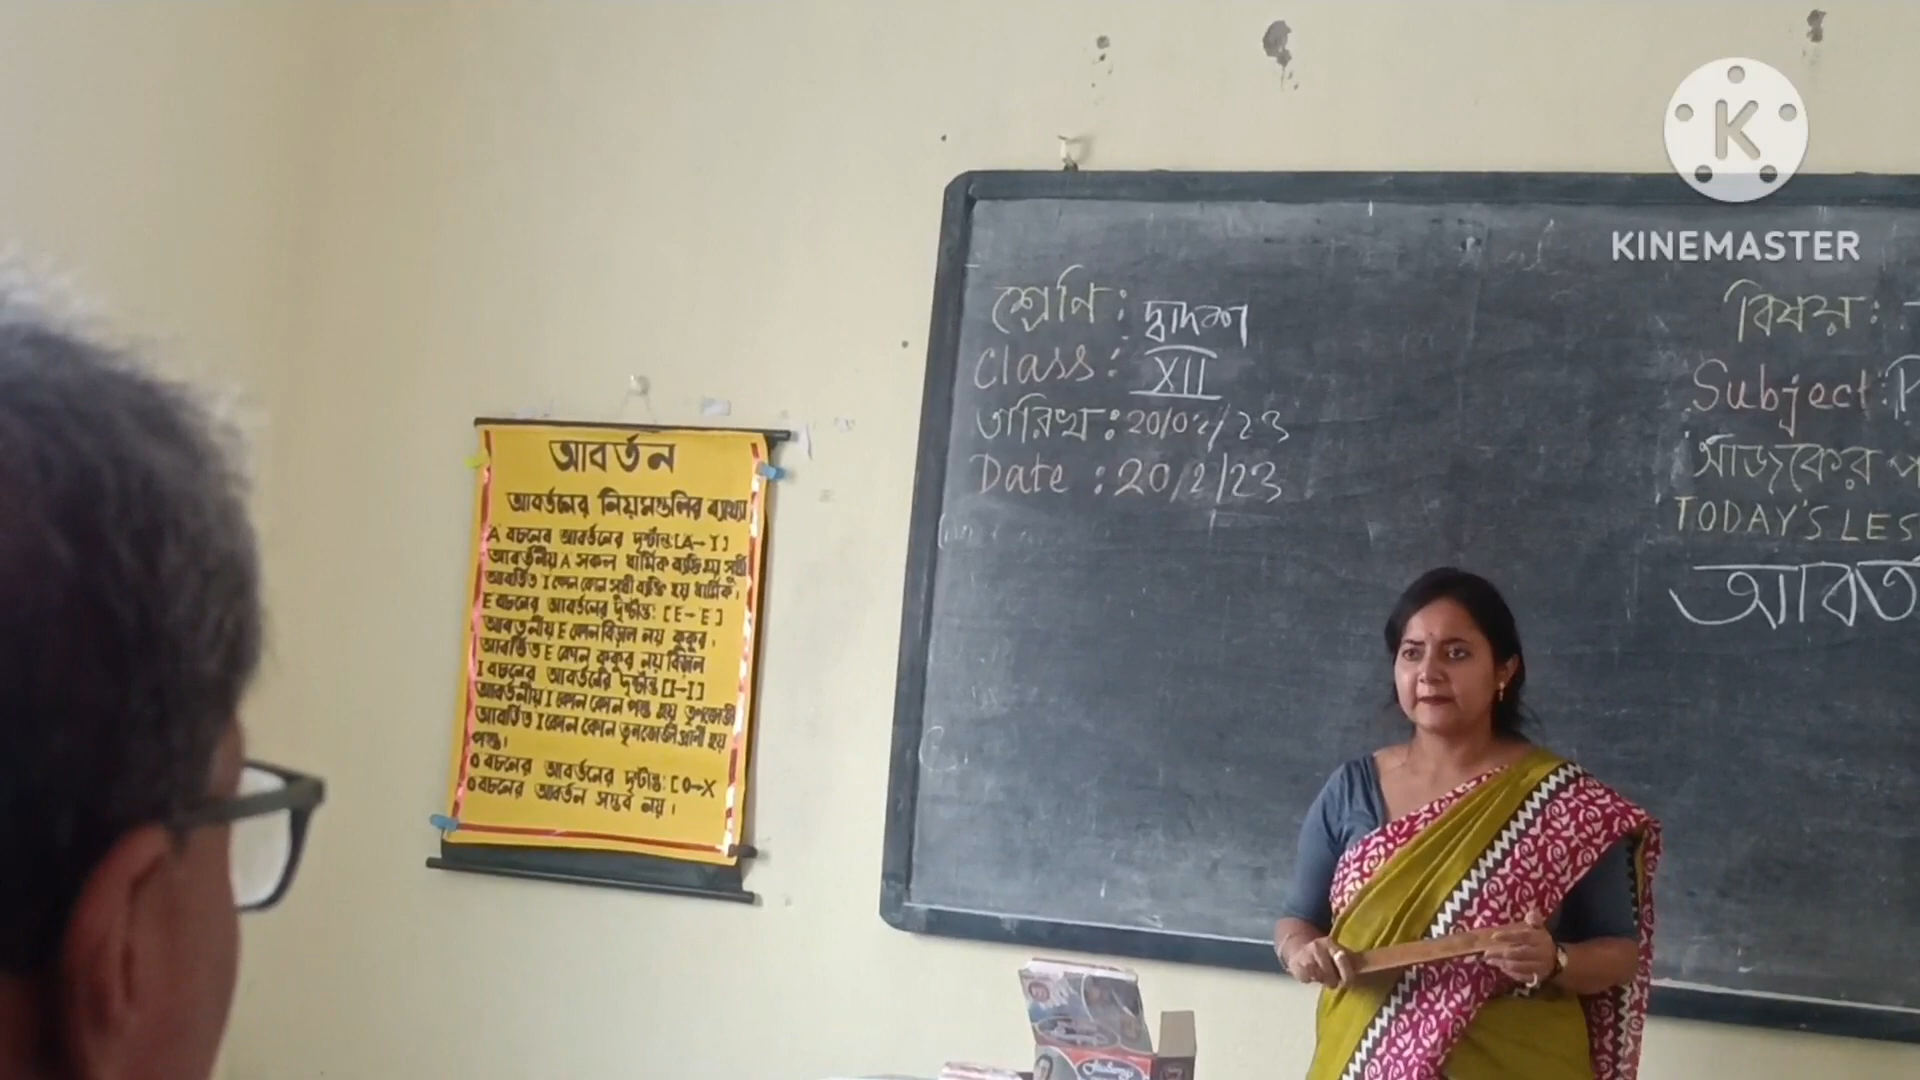 আবর্তন
আবর্তনের নিয়মগুলির ব্যাখ্যা
A বচনের আবর্তনের দৃষ্টান্ত: [A→I]
আবর্তনীয় A সকল ধার্মিক ব্যক্তি হয় সুখী
আবর্তিত I কোন কোন সুখী ব্যক্তি হয় ধার্মিক।
E বচনের আবর্তনের দৃষ্টান্ত: [E→E]
আবর্তনীয় E কোন বিড়াল নয় কুকুর।
আবর্তিত E কোন কুকুর নয় বিড়াল
I বচনের আবর্তনের দৃষ্টান্ত [I→I]
আবর্তনীয় I কোন কোন পশু হয় তৃণভোজী
আবর্তিত I কোন কোন তৃনভোজী প্রাণী হয়
পশু।
O বচনের আবর্তনের দৃষ্টান্ত: [O→X
O বচনের আবর্তন সম্ভব নয়।
শ্রেণি: দ্বাদশ
Class: XII
তারিখ: 20/02/23
Date: 20/2/23
বিষয়:
Subject: P
আজকের প
TODAY'S LES
আবর্ত
K
KINEMASTER